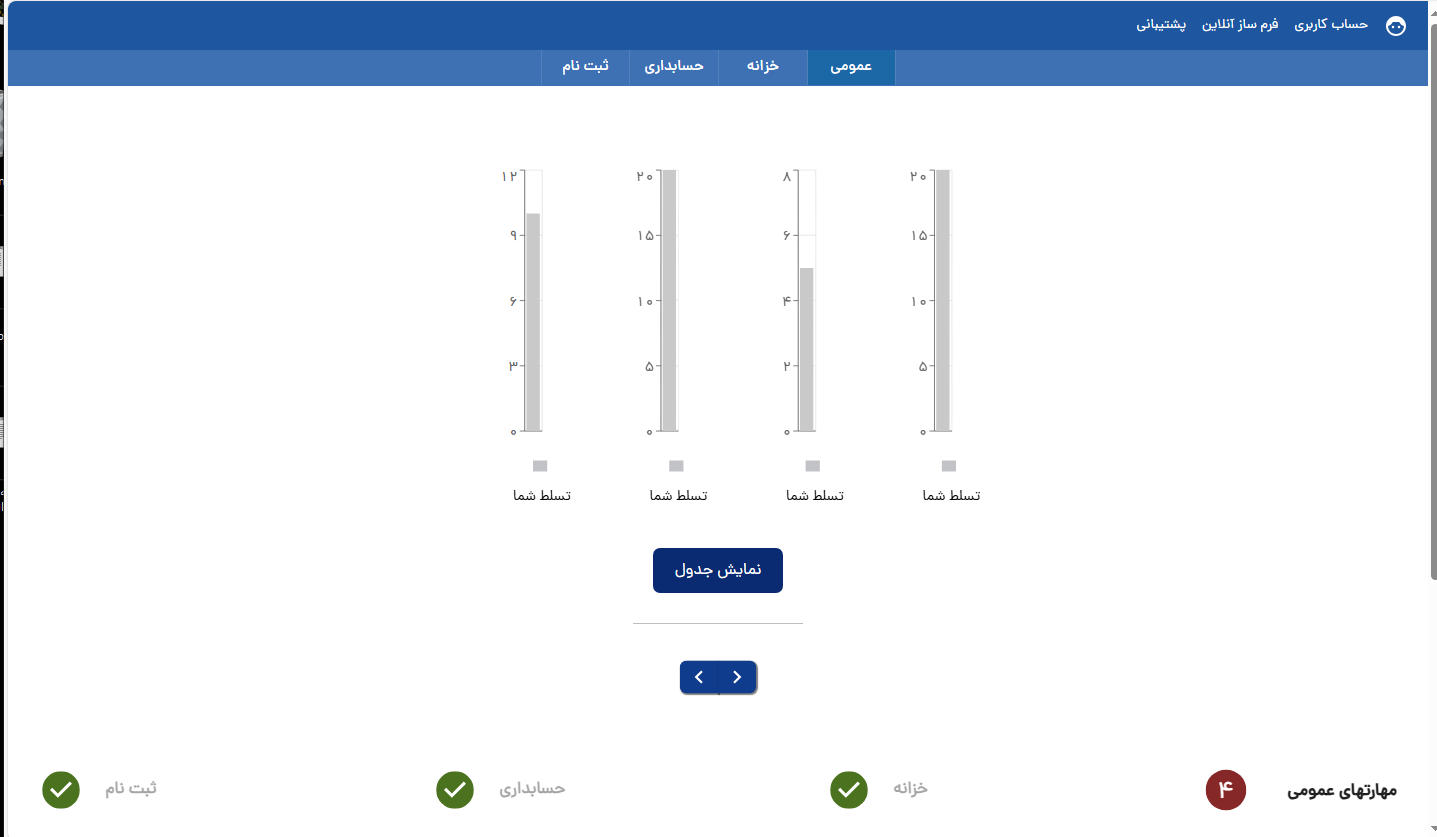 حساب کاربری فرم ساز آنلاین پشتیبانی
عمومی خزانه حسابداری ثبت نام
۲۰ ۸ ۲۰ ۱۲
۱۵ ۶ ۱۵ ۹
۱۰ ۴ ۱۰ ۶
۵ ۲ ۵ ۳
۰ ۰ ۰ ۰
تسلط شما تسلط شما تسلط شما تسلط شما
نمایش جدول
مهارتهای عمومی ۴ خزانه حسابداری ثبت نام